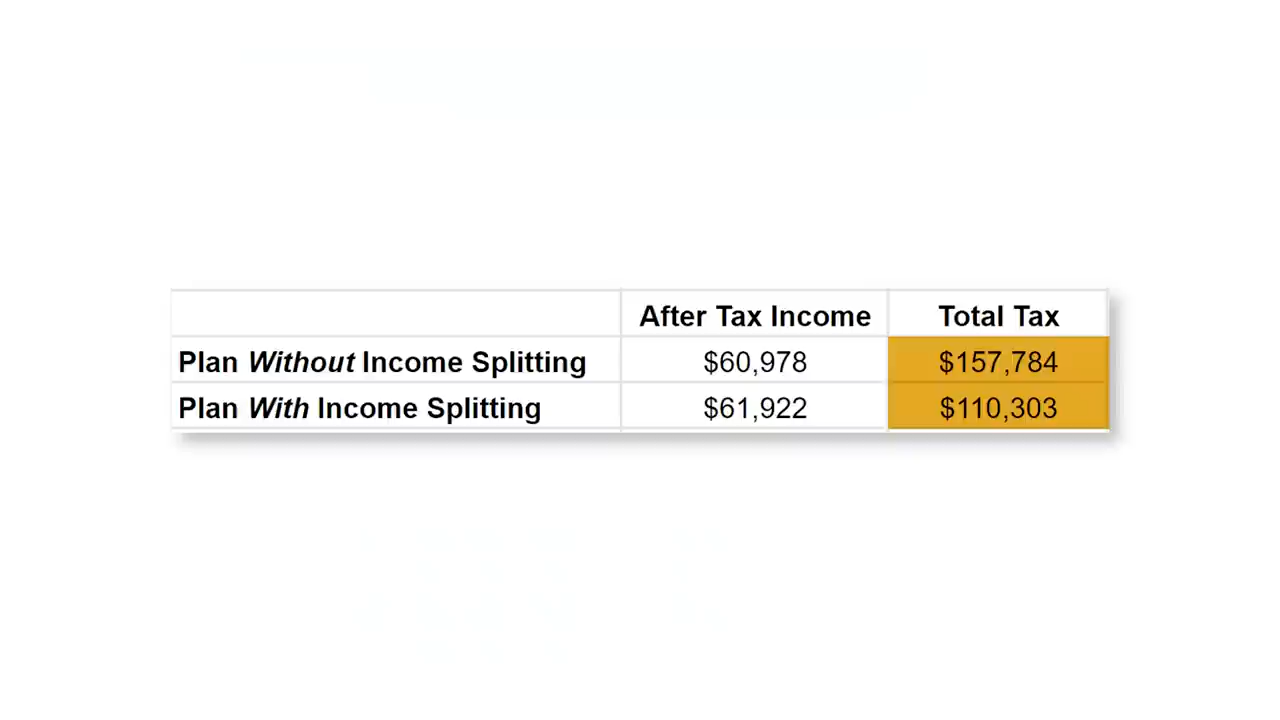 After Tax Income Total Tax
Plan Without Income Splitting $60,978 $157,784
Plan With Income Splitting $61,922 $110,303